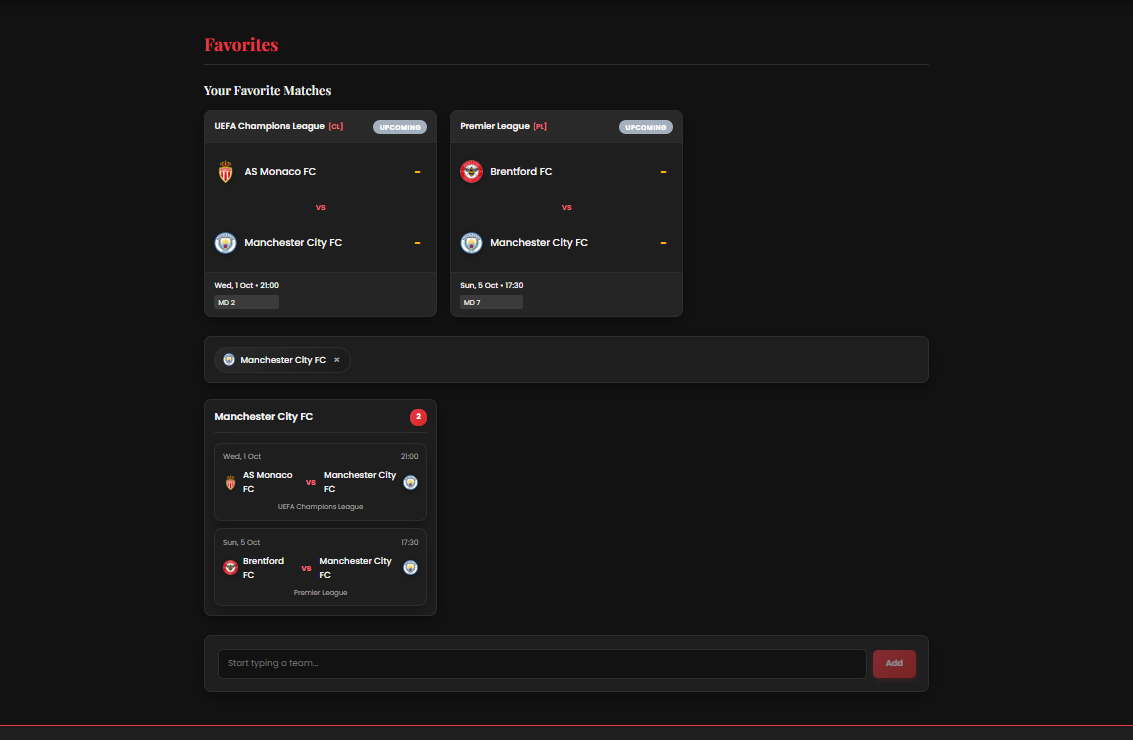 Favorites
Your Favorite Matches
UEFA Champions League [CL] UPCOMING
AS Monaco FC -
VS
Manchester City FC -
Wed, 1 Oct • 21:00
MD 2
Premier League [PL] UPCOMING
Brentford FC -
VS
Manchester City FC -
Sun, 5 Oct • 17:30
MD 7
Manchester City FC ×
Manchester City FC 2
Wed, 1 Oct 21:00
AS Monaco FC vs Manchester City FC
UEFA Champions League
Sun, 5 Oct 17:30
Brentford FC vs Manchester City FC
Premier League
Start typing a team... Add